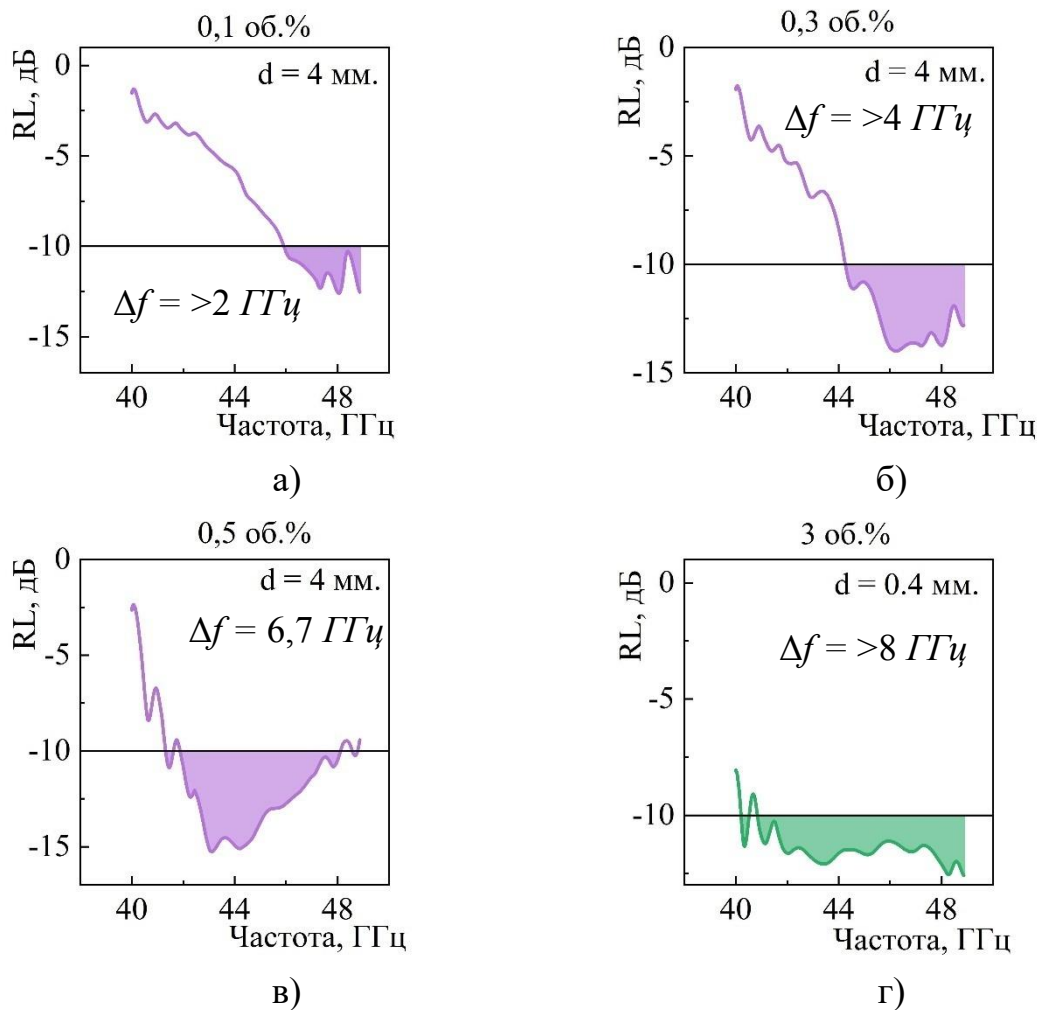 0,1 об.%
RL, дБ
d = 4 мм.
Δf = >2 ГГц
0
-5
-10
-15
40
44
48
Частота, ГГц
а)
0,3 об.%
RL, дБ
d = 4 мм.
Δf = >4 ГГц
0
-5
-10
-15
40
44
48
Частота, ГГц
б)
0,5 об.%
RL, дБ
d = 4 мм.
Δf = 6,7 ГГц
0
-5
-10
-15
40
44
48
Частота, ГГц
в)
3 об.%
RL, дБ
d = 0.4 мм.
Δf = >8 ГГц
0
-5
-10
40
44
48
Частота, ГГц
г)